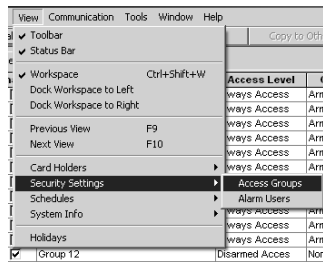 View Communication Tools Window Help
Toolbar
Status Bar
Copy to
Workspace Ctrl+Shift+W
Access Level
Dock Workspace to Left
ways Access
Dock Workspace to Right
ways Access
Previous View F9
ways Access
Next View F10
ways Access
Card Holders
ways Access
Security Settings
Access Groups
Schedules
Alarm Users
System Info
ways Access
Holidays
ways Access
Group 12 Disarmed Acces